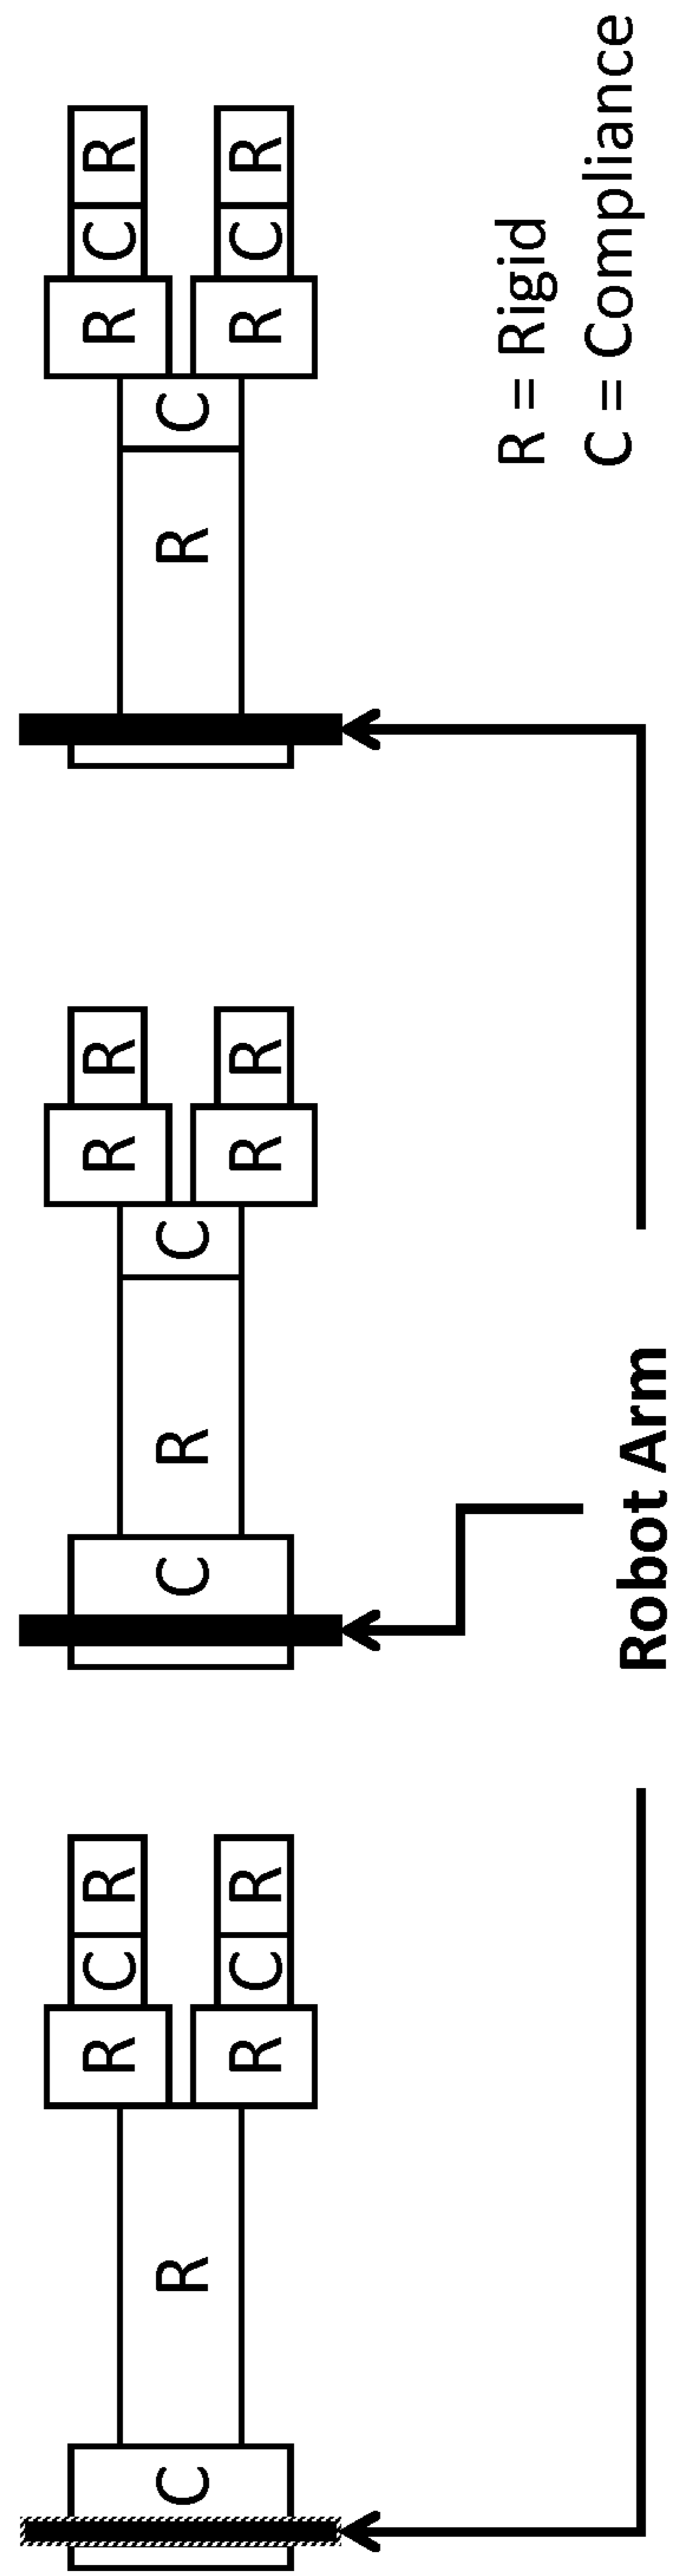 R C R
R R
R C R
C R
C R C
R C
R C R
R R
R C R
R = Rigid
C = Compliance
Robot Arm